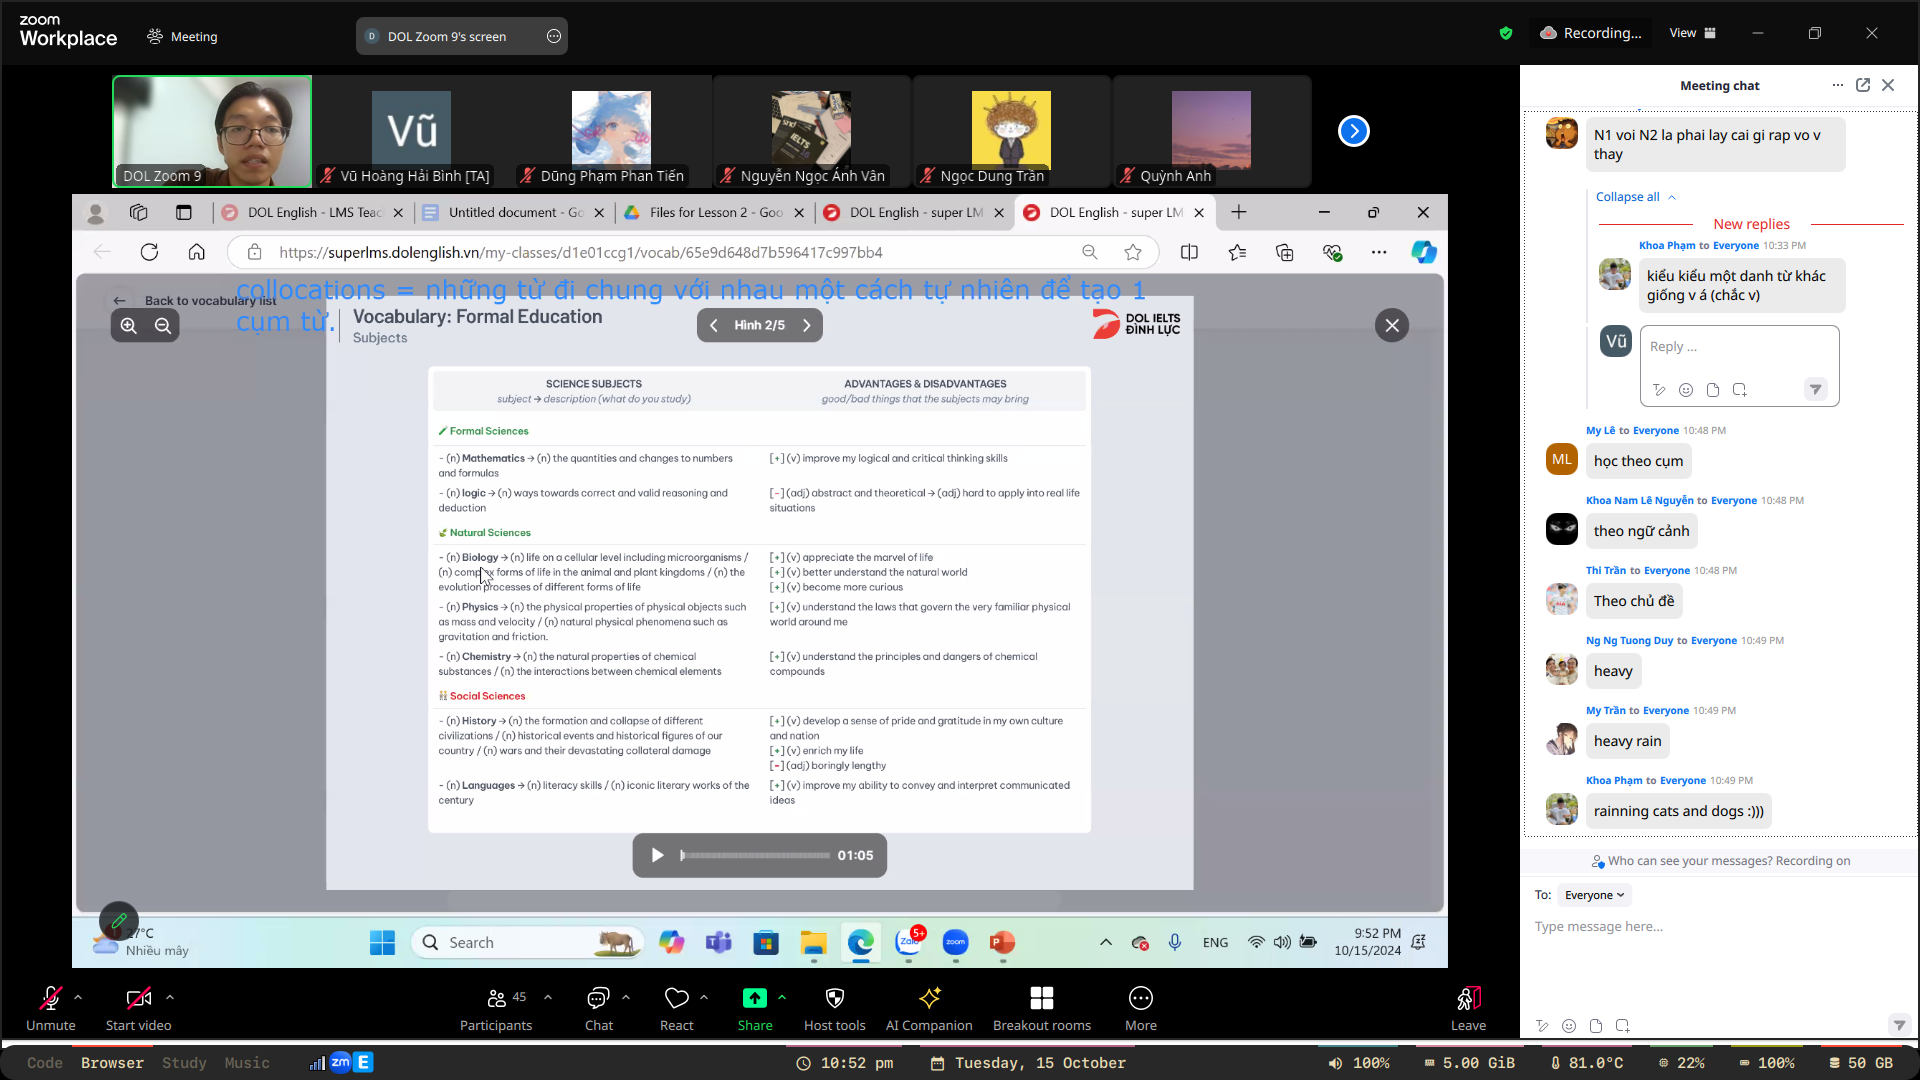 zoom
Workplace
Meeting
D DOL Zoom 9's screen
Recording...
View
DOL Zoom 9
Vũ
Vũ Hoàng Hải Bình [TA]
Dũng Phạm Phan Tiến
Nguyễn Ngọc Ánh Vân
Ngọc Dung Trần
Quỳnh Anh
DOL English - LMS Teac
Untitled document - Go
Files for Lesson 2 - Goo
DOL English - super LM
DOL English - super LM
https://superlms.dolenglish.vn/my-classes/d1e01ccg1/vocab/65e9d648d7b596417c997bb4
Back to vocabulary list
collocations = những từ đi chung với nhau một cách tự nhiên để tạo 1
cụm từ.
Vocabulary: Formal Education
Subjects
Hình 2/5
DOL IELTS
ĐÌNH LỰC
SCIENCE SUBJECTS
subject → description (what do you study)
ADVANTAGES & DISADVANTAGES
good/bad things that the subjects may bring
Formal Sciences
- (n) Mathematics → (n) the quantities and changes to numbers
and formulas
[+] (v) improve my logical and critical thinking skills
- (n) logic → (n) ways towards correct and valid reasoning and
deduction
[-] (adj) abstract and theoretical → (adj) hard to apply into real life
situations
Natural Sciences
- (n) Biology → (n) life on a cellular level including microorganisms /
(n) complex forms of life in the animal and plant kingdoms / (n) the
evolution processes of different forms of life
[+] (v) appreciate the marvel of life
[+] (v) better understand the natural world
[+] (v) become more curious
- (n) Physics → (n) the physical properties of physical objects such
as mass and velocity / (n) natural physical phenomena such as
gravitation and friction.
[+] (v) understand the laws that govern the very familiar physical
world around me
- (n) Chemistry → (n) the natural properties of chemical
substances / (n) the interactions between chemical elements
[+] (v) understand the principles and dangers of chemical
compounds
Social Sciences
- (n) History → (n) the formation and collapse of different
civilizations / (n) historical events and historical figures of our
country / (n) wars and their devastating collateral damage
[+] (v) develop a sense of pride and gratitude in my own culture
and nation
[+] (v) enrich my life
[-] (adj) boringly lengthy
- (n) Languages → (n) literacy skills / (n) iconic literary works of the
century
[+] (v) improve my ability to convey and interpret communicated
ideas
01:05
27°C
Nhiều mây
Search
Zalo
5+
zoom
ENG
9:52 PM
10/15/2024
Unmute
Start video
45
Participants
Chat
React
Share
Host tools
AI Companion
Breakout rooms
More
Leave
Meeting chat
N1 voi N2 la phai lay cai gi rap vo v
thay
Collapse all
New replies
Khoa Phạm to Everyone 10:33 PM
kiểu kiểu một danh từ khác
giống v á (chắc v)
Vũ
Reply ...
My Lê to Everyone 10:48 PM
ML
học theo cụm
Khoa Nam Lê Nguyễn to Everyone 10:48 PM
theo ngữ cảnh
Thi Trần to Everyone 10:48 PM
Theo chủ đề
Ng Ng Tuong Duy to Everyone 10:49 PM
heavy
My Trần to Everyone 10:49 PM
heavy rain
Khoa Phạm to Everyone 10:49 PM
rainning cats and dogs :)))
Who can see your messages? Recording on
To: Everyone
Type message here...
Code Browser Study Music
zm E
10:52 pm
Tuesday, 15 October
100%
5.00 GiB
81.0°C
22%
100%
50 GB